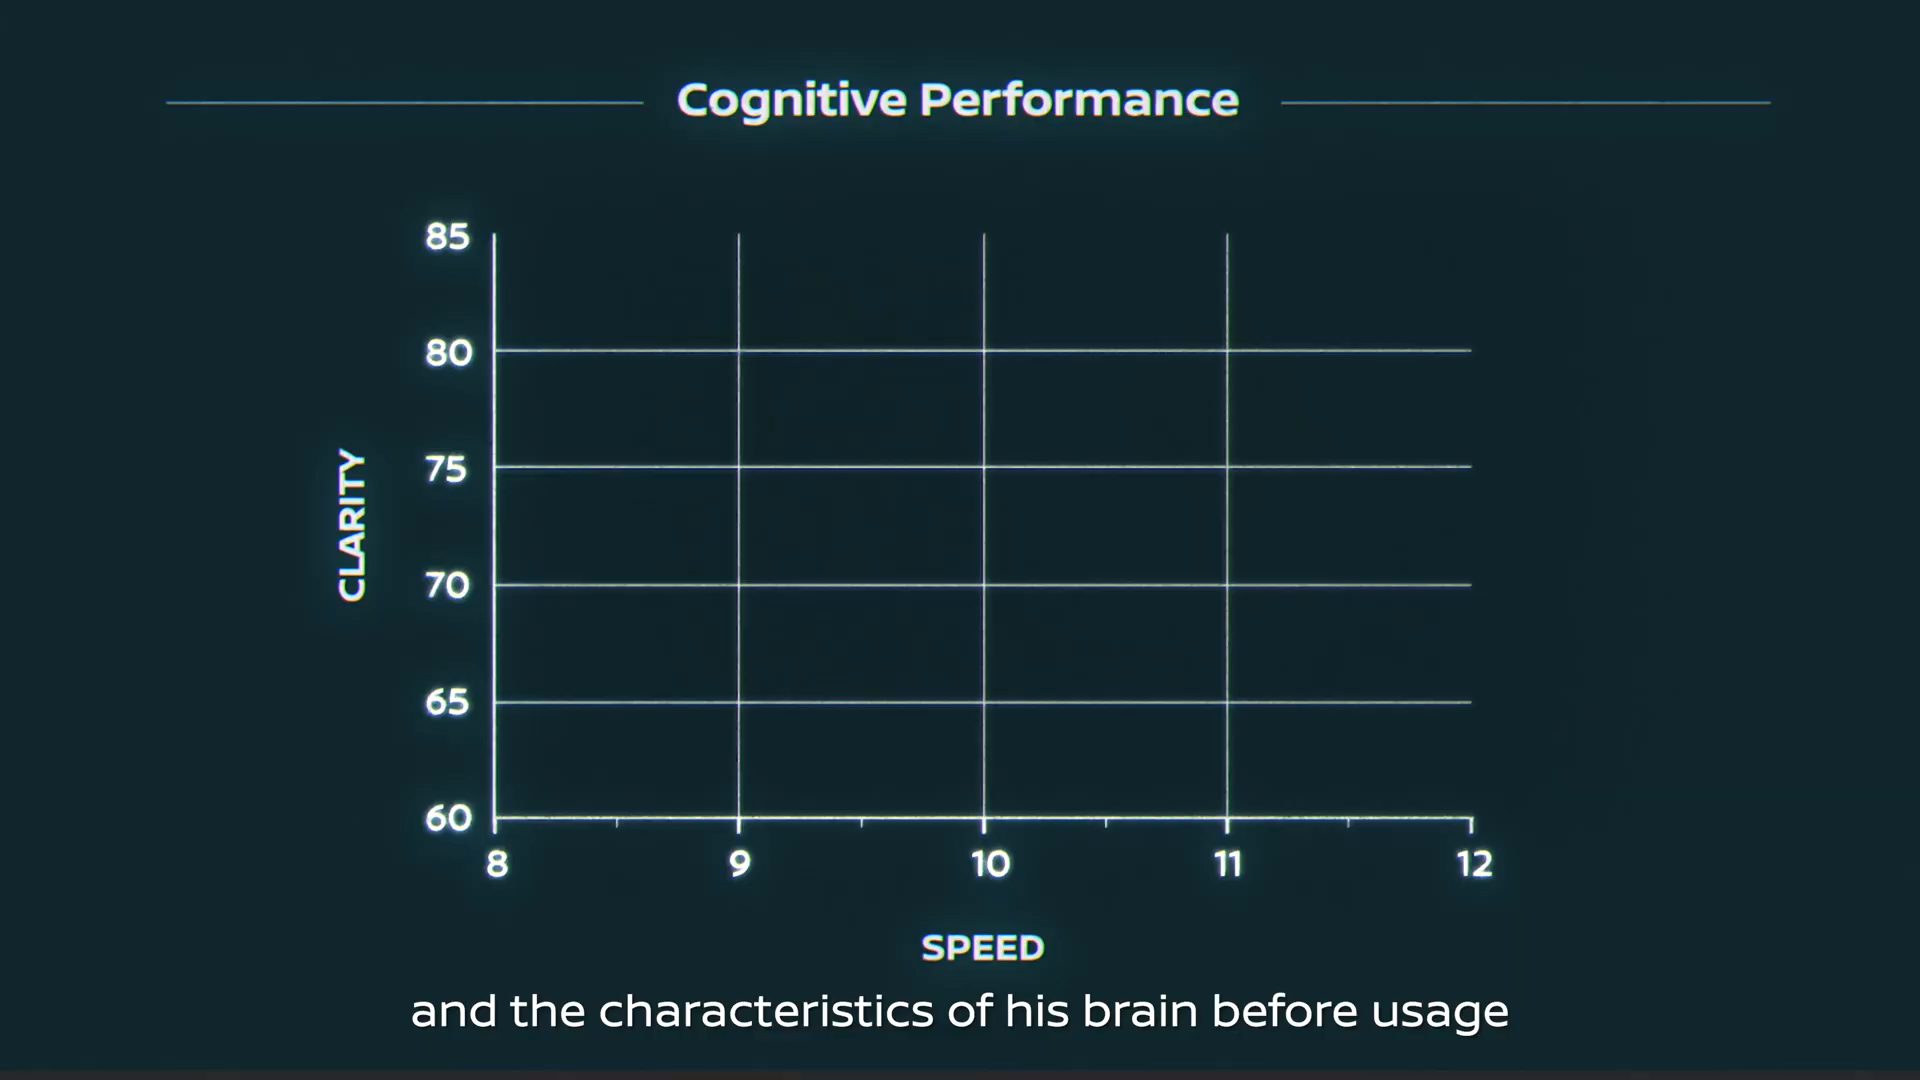 Cognitive Performance
85
80
75
70
65
60
CLARITY
8 9 10 11 12
SPEED
and the characteristics of his brain before usage